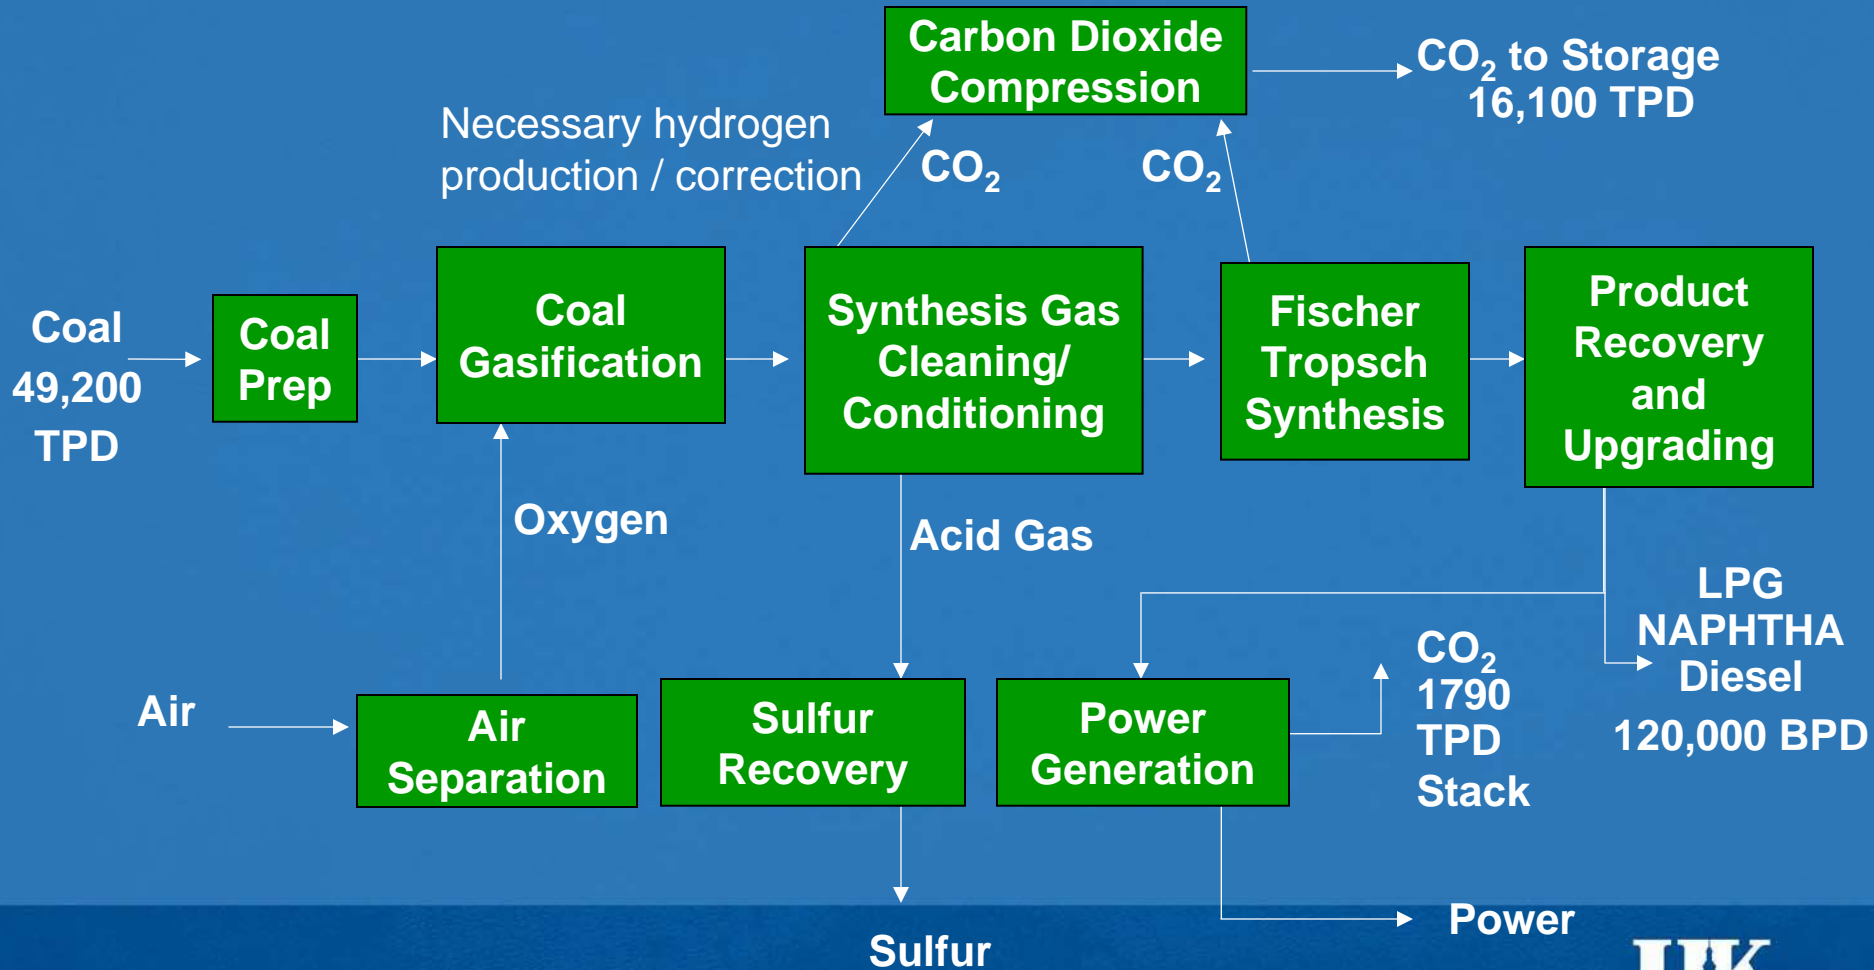 Carbon Dioxide
Compression
CO₂ to Storage
16,100 TPD
Necessary hydrogen
production / correction
CO₂
CO₂
Coal
49,200
TPD
Coal
Prep
Coal
Gasification
Synthesis Gas
Cleaning/
Conditioning
Fischer
Tropsch
Synthesis
Product
Recovery
and
Upgrading
Oxygen
Acid Gas
LPG
NAPHTHA
Diesel
120,000 BPD
Air
Air
Separation
Sulfur
Recovery
Power
Generation
CO₂
1790
TPD
Stack
Sulfur
Power